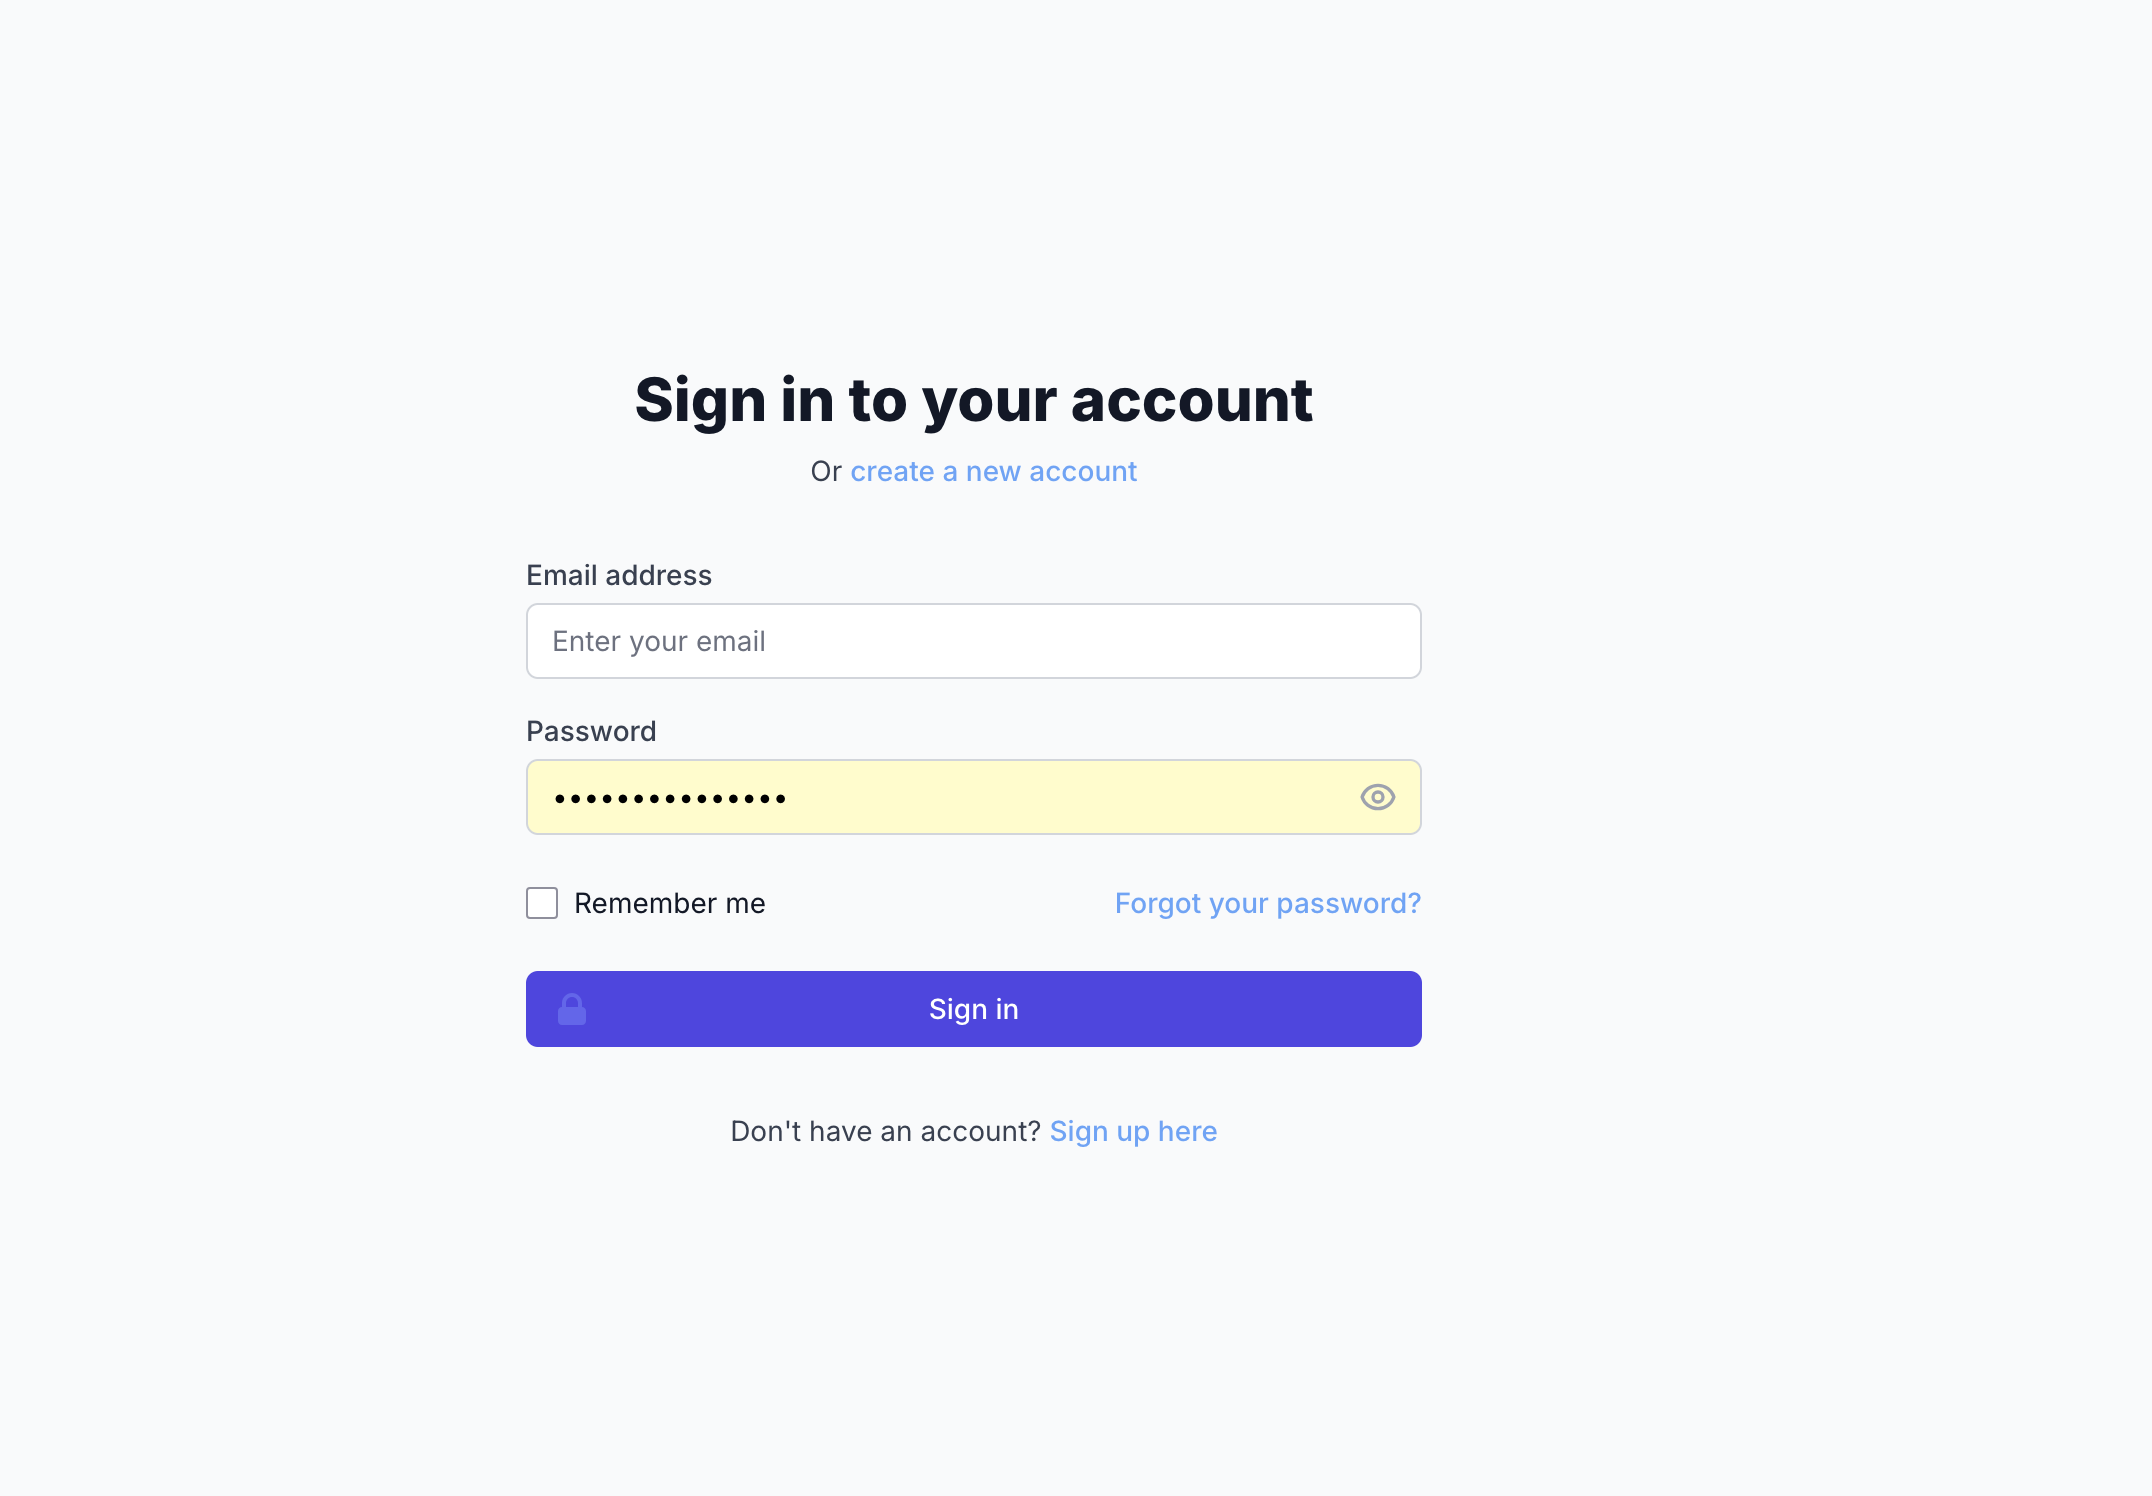 Sign in to your account
Or create a new account
Email address
Enter your email
Password
•••••••••••••••
Remember me
Forgot your password?
Sign in
Don't have an account? Sign up here